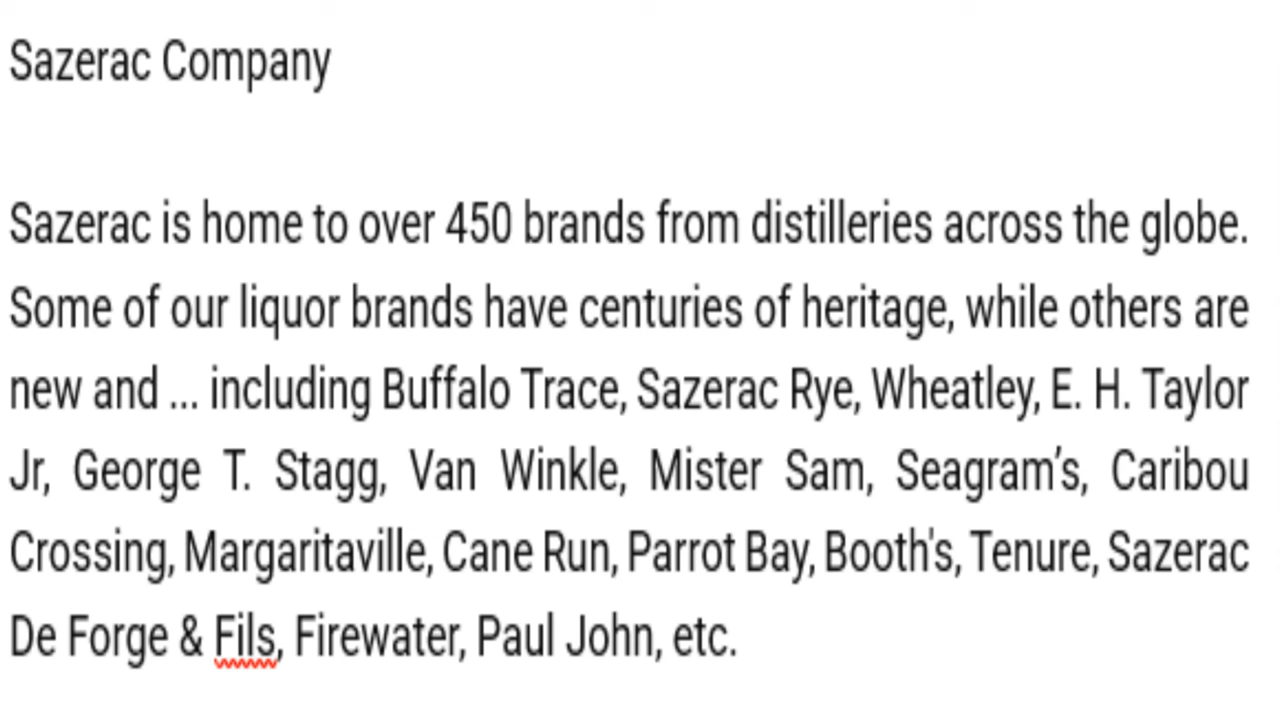 Sazerac Company
Sazerac is home to over 450 brands from distilleries across the globe.
Some of our liquor brands have centuries of heritage, while others are
new and ... including Buffalo Trace, Sazerac Rye, Wheatley, E. H. Taylor
Jr, George T. Stagg, Van Winkle, Mister Sam, Seagram’s, Caribou
Crossing, Margaritaville, Cane Run, Parrot Bay, Booth's, Tenure, Sazerac
De Forge & Fils, Firewater, Paul John, etc.